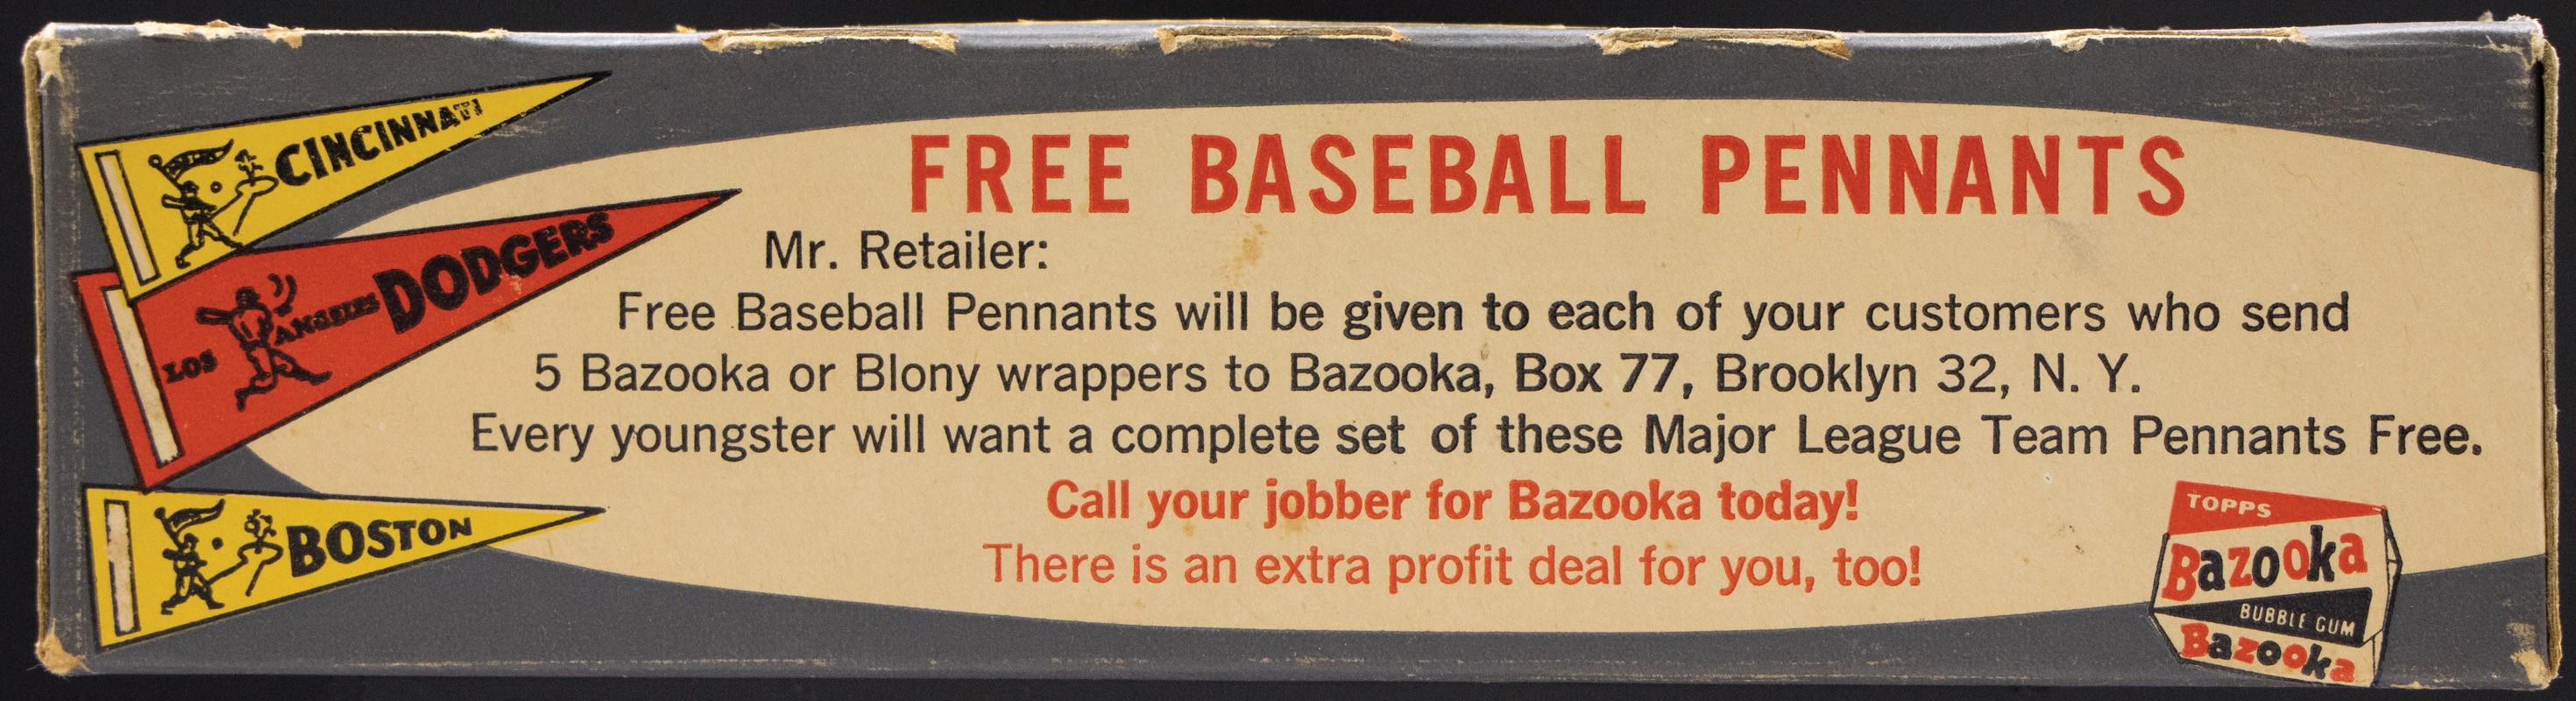 CINCINNATI
LOS ANGELES DODGERS
BOSTON
FREE BASEBALL PENNANTS
Mr. Retailer:
Free Baseball Pennants will be given to each of your customers who send
5 Bazooka or Blony wrappers to Bazooka, Box 77, Brooklyn 32, N. Y.
Every youngster will want a complete set of these Major League Team Pennants Free.
Call your jobber for Bazooka today!
There is an extra profit deal for you, too!
TOPPS
Bazooka
BUBBLE GUM
Bazooka